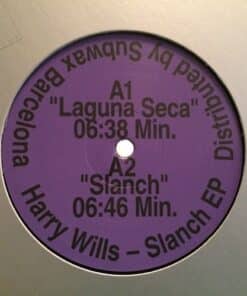 A1
"Laguna Seca"
06:38 Min.
A2
"Slanch"
06:46 Min.
Harry Wills – Slanch EP
Distributed by Subwax Barcelona